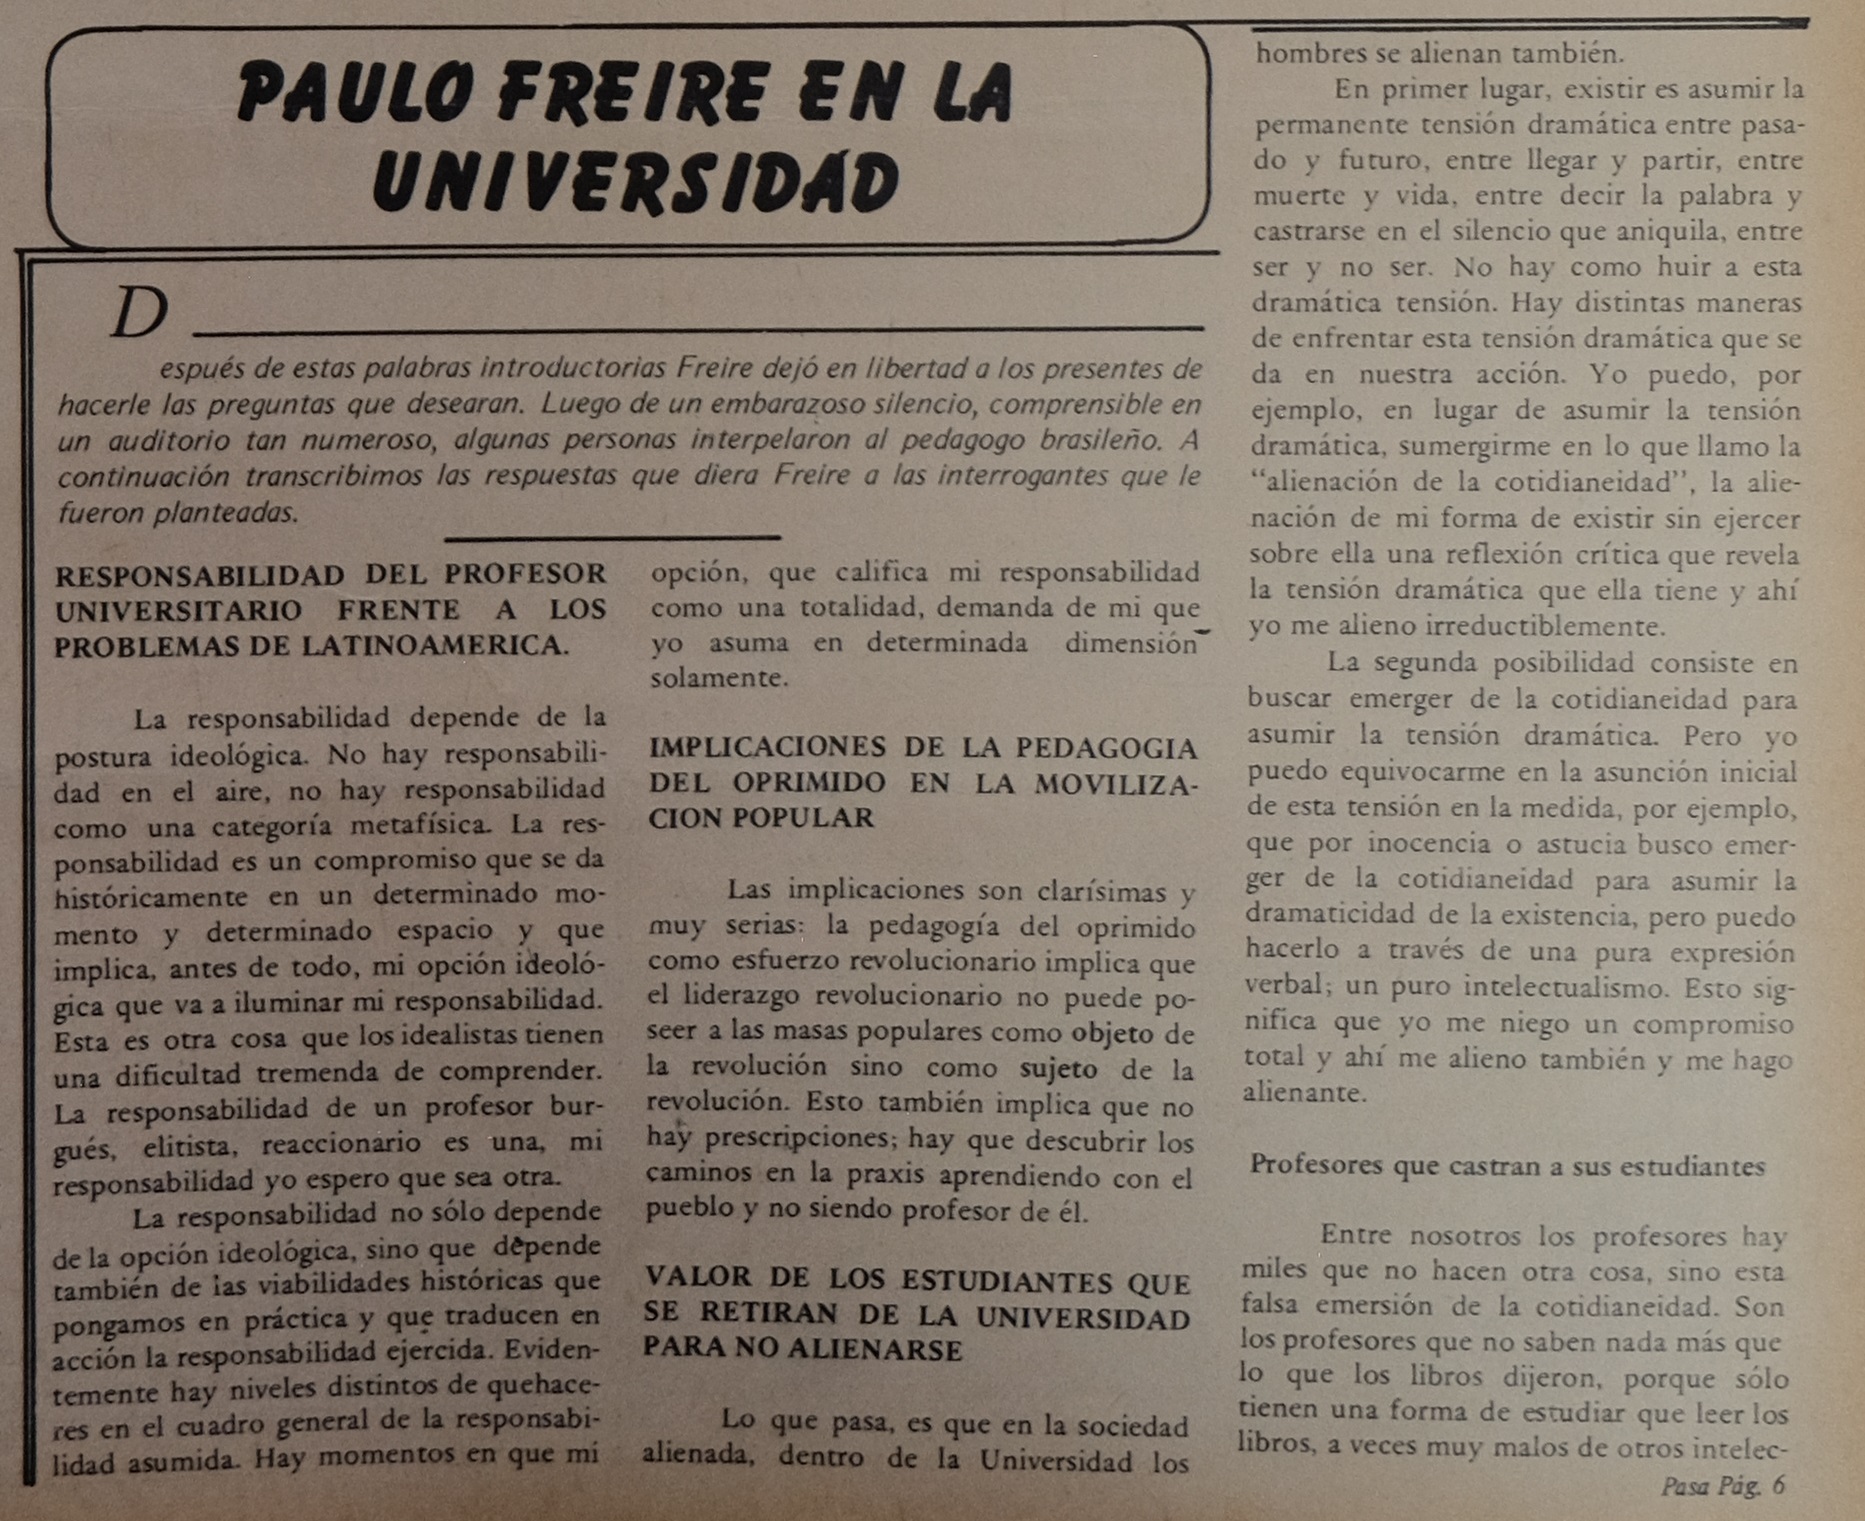 PAULO FREIRE EN LA
UNIVERSIDAD
D
espués de estas palabras introductorias Freire dejó en libertad a los presentes de
hacerle las preguntas que desearan. Luego de un embarazoso silencio, comprensible en
un auditorio tan numeroso, algunas personas interpelaron al pedagogo brasileño. A
continuación transcribimos las respuestas que diera Freire a las interrogantes que le
fueron planteadas.
RESPONSABILIDAD DEL PROFESOR
UNIVERSITARIO FRENTE A LOS
PROBLEMAS DE LATINOAMERICA.
La responsabilidad depende de la
postura ideológica. No hay responsabili-
dad en el aire, no hay responsabilidad
como una categoría metafísica. La res-
ponsabilidad es un compromiso que se da
históricamente en un determinado mo-
mento y determinado espacio y que
implica, antes de todo, mi opción ideoló-
gica que va a iluminar mi responsabilidad.
Esta es otra cosa que los idealistas tienen
una dificultad tremenda de comprender.
La responsabilidad de un profesor bur-
gués, elitista, reaccionario es una, mi
responsabilidad yo espero que sea otra.
La responsabilidad no sólo depende
de la opción ideológica, sino que depende
también de las viabilidades históricas que
pongamos en práctica y que traducen en
acción la responsabilidad ejercida. Eviden-
temente hay niveles distintos de quehace-
res en el cuadro general de la responsabi-
lidad asumida. Hay momentos en que mi
opción, que califica mi responsabilidad
como una totalidad, demanda de mi que
yo asuma en determinada dimensión
solamente.
IMPLICACIONES DE LA PEDAGOGIA
DEL OPRIMIDO EN LA MOVILIZA-
CION POPULAR
Las implicaciones son clarísimas y
muy serias: la pedagogía del oprimido
como esfuerzo revolucionario implica que
el liderazgo revolucionario no puede po-
seer a las masas populares como objeto de
la revolución sino como sujeto de la
revolución. Esto también implica que no
hay prescripciones; hay que descubrir los
caminos en la praxis aprendiendo con el
pueblo y no siendo profesor de él.
VALOR DE LOS ESTUDIANTES QUE
SE RETIRAN DE LA UNIVERSIDAD
PARA NO ALIENARSE
Lo que pasa, es que en la sociedad
alienada, dentro de la Universidad los
hombres se alienan también.
En primer lugar, existir es asumir la
permanente tensión dramática entre pasa-
do y futuro, entre llegar y partir, entre
muerte y vida, entre decir la palabra y
castrarse en el silencio que aniquila, entre
ser y no ser. No hay como huir a esta
dramática tensión. Hay distintas maneras
de enfrentar esta tensión dramática que se
da en nuestra acción. Yo puedo, por
ejemplo, en lugar de asumir la tensión
dramática, sumergirme en lo que llamo la
“alienación de la cotidianeidad”, la alie-
nación de mi forma de existir sin ejercer
sobre ella una reflexión crítica que revela
la tensión dramática que ella tiene y ahí
yo me alieno irreductiblemente.
La segunda posibilidad consiste en
buscar emerger de la cotidianeidad para
asumir la tensión dramática. Pero yo
puedo equivocarme en la asunción inicial
de esta tensión en la medida, por ejemplo,
que por inocencia o astucia busco emer-
ger de la cotidianeidad para asumir la
dramaticidad de la existencia, pero puedo
hacerlo a través de una pura expresión
verbal; un puro intelectualismo. Esto sig-
nifica que yo me niego un compromiso
total y ahí me alieno también y me hago
alienante.
Profesores que castran a sus estudiantes
Entre nosotros los profesores hay
miles que no hacen otra cosa, sino esta
falsa emersión de la cotidianeidad. Son
los profesores que no saben nada más que
lo que los libros dijeron, porque sólo
tienen una forma de estudiar que leer los
libros, a veces muy malos de otros intelec-
Pasa Pág. 6